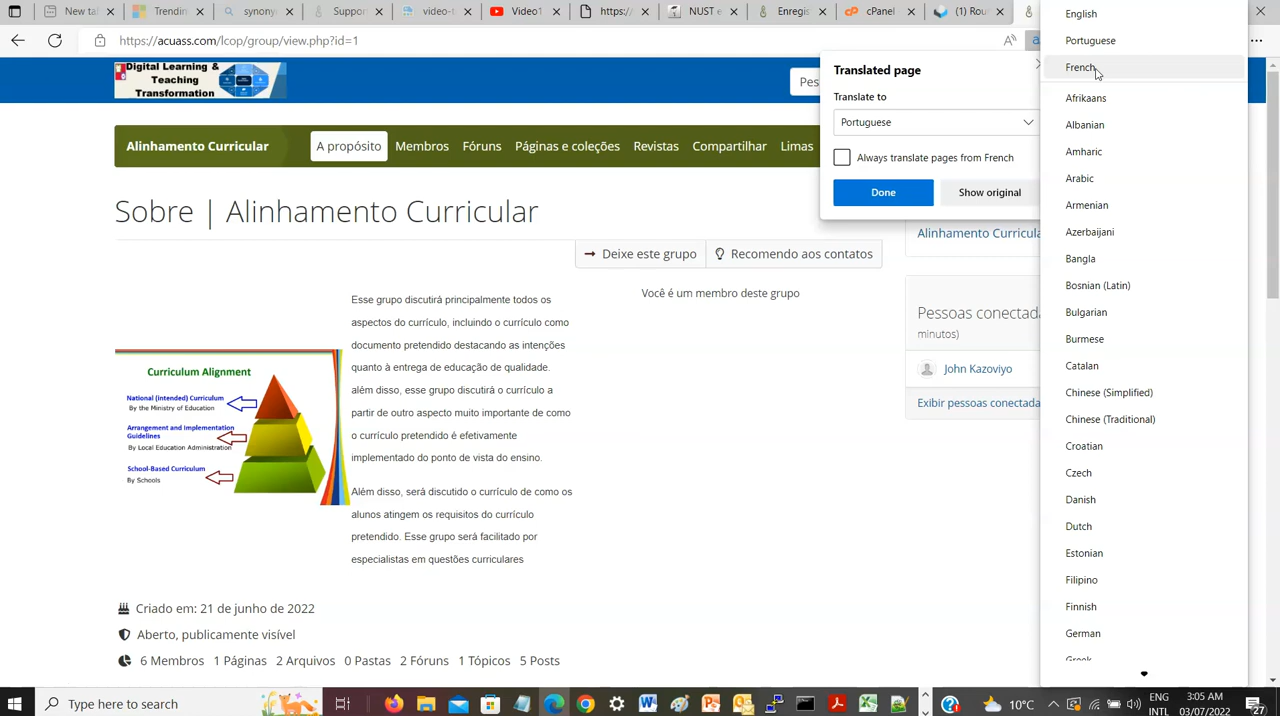 New tab
Trendin
synony
Support
video-t
Video1
https:/
NUST e
Enregis
cPanel
(1) Rou
https://acuass.com/lcop/group/view.php?id=1
Digital Learning &
Teaching
Transformation
Pes
Alinhamento Curricular
A propósito
Membros
Fóruns
Páginas e coleções
Revistas
Compartilhar
Limas
Sobre | Alinhamento Curricular
Deixe este grupo
Recomendo aos contatos
Você é um membro deste grupo
Esse grupo discutirá principalmente todos os
aspectos do currículo, incluindo o currículo como
documento pretendido destacando as intenções
quanto à entrega de educação de qualidade.
além disso, esse grupo discutirá o currículo a
partir de outro aspecto muito importante de como
o currículo pretendido é efetivamente
implementado do ponto de vista do ensino.
Além disso, será discutido o currículo de como os
alunos atingem os requisitos do currículo
pretendido. Esse grupo será facilitado por
especialistas em questões curriculares
Curriculum Alignment
National (intended) Curriculum
By the Ministry of Education
Arrangement and Implementation
Guidelines
By Local Education Administration
School-Based Curriculum
By Schools
Criado em: 21 de junho de 2022
Aberto, publicamente visível
6 Membros 1 Páginas 2 Arquivos 0 Pastas 2 Fóruns 1 Tópicos 5 Posts
Translated page
Translate to
Portuguese
Always translate pages from French
Done
Show original
Alinhamento Curricula
Pessoas conectada
minutos)
John Kazoviyo
Exibir pessoas conectada
English
Portuguese
French
Afrikaans
Albanian
Amharic
Arabic
Armenian
Azerbaijani
Bangla
Bosnian (Latin)
Bulgarian
Burmese
Catalan
Chinese (Simplified)
Chinese (Traditional)
Croatian
Czech
Danish
Dutch
Estonian
Filipino
Finnish
German
Greek
Type here to search
10°C
ENG
INTL
3:05 AM
03/07/2022
27